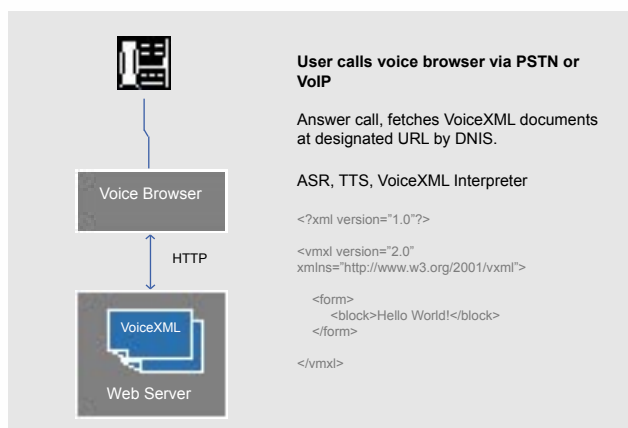 User calls voice browser via PSTN or
VoIP
Answer call, fetches VoiceXML documents
at designated URL by DNIS.
Voice Browser
ASR, TTS, VoiceXML Interpreter
<?xml version="1.0"?>
HTTP
<vmxl version="2.0"
xmlns="http://www.w3.org/2001/vxml">
<form>
<block>Hello World!</block>
</form>
</vmxl>
VoiceXML
Web Server